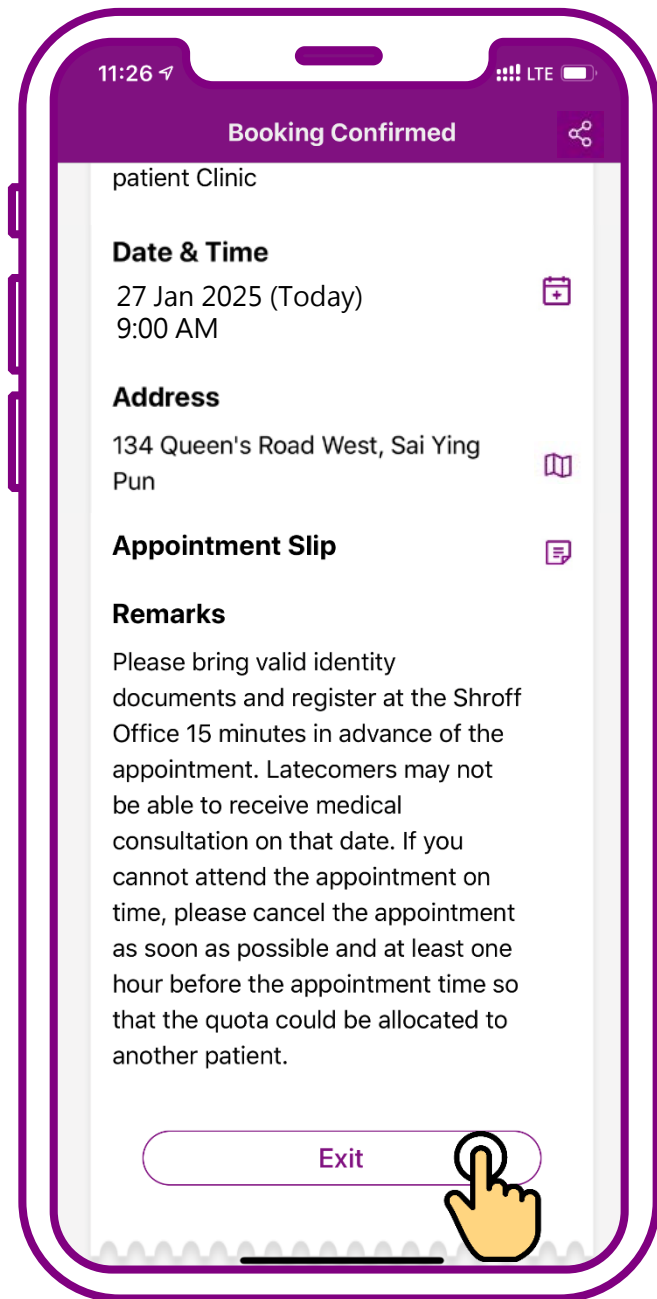 11:26
LTE
Booking Confirmed
patient Clinic
Date & Time
27 Jan 2025 (Today)
9:00 AM
Address
134 Queen's Road West, Sai Ying
Pun
Appointment Slip
Remarks
Please bring valid identity
documents and register at the Shroff
Office 15 minutes in advance of the
appointment. Latecomers may not
be able to receive medical
consultation on that date. If you
cannot attend the appointment on
time, please cancel the appointment
as soon as possible and at least one
hour before the appointment time so
that the quota could be allocated to
another patient.
Exit